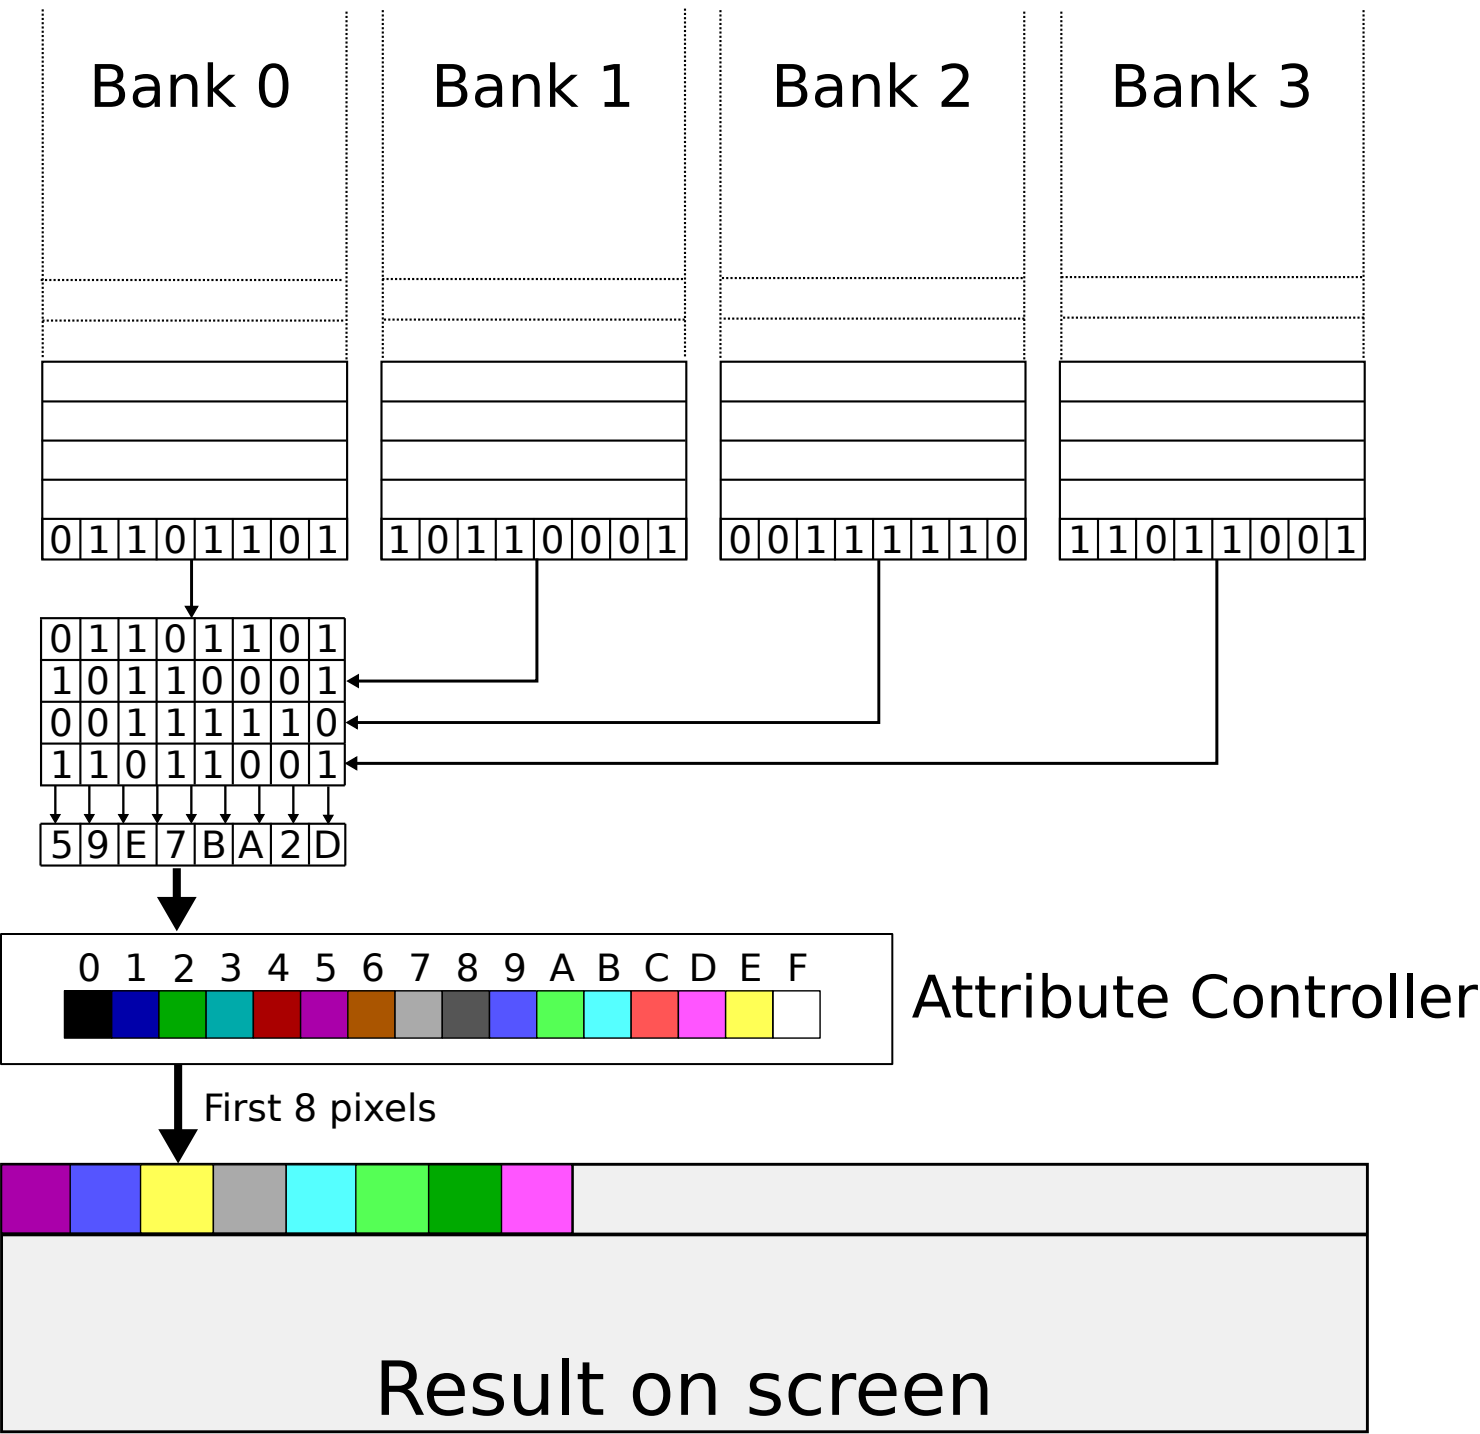 Bank 0 Bank 1 Bank 2 Bank 3
0 1 1 0 1 1 0 1 1 0 1 1 0 0 0 1 0 0 1 1 1 1 1 0 1 1 0 1 1 0 0 1
0 1 1 0 1 1 0 1
1 0 1 1 0 0 0 1
0 0 1 1 1 1 1 0
1 1 0 1 1 0 0 1
5 9 E 7 B A 2 D
0 1 2 3 4 5 6 7 8 9 A B C D E F
Attribute Controller
First 8 pixels
Result on screen